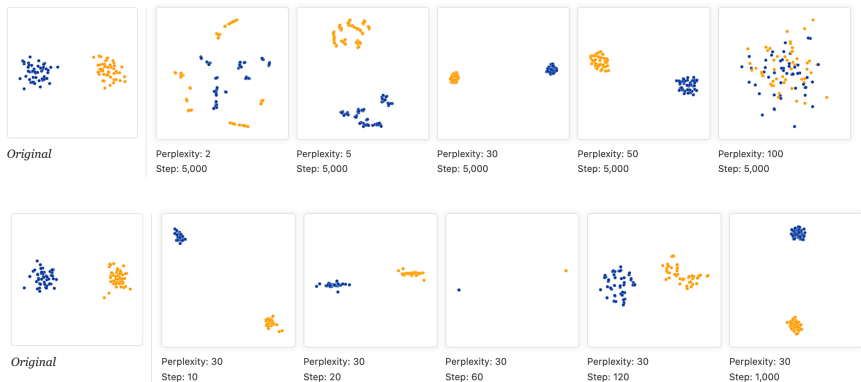 Original
Perplexity: 2
Step: 5,000
Perplexity: 5
Step: 5,000
Perplexity: 30
Step: 5,000
Perplexity: 50
Step: 5,000
Perplexity: 100
Step: 5,000
Original
Perplexity: 30
Step: 10
Perplexity: 30
Step: 20
Perplexity: 30
Step: 60
Perplexity: 30
Step: 120
Perplexity: 30
Step: 1,000